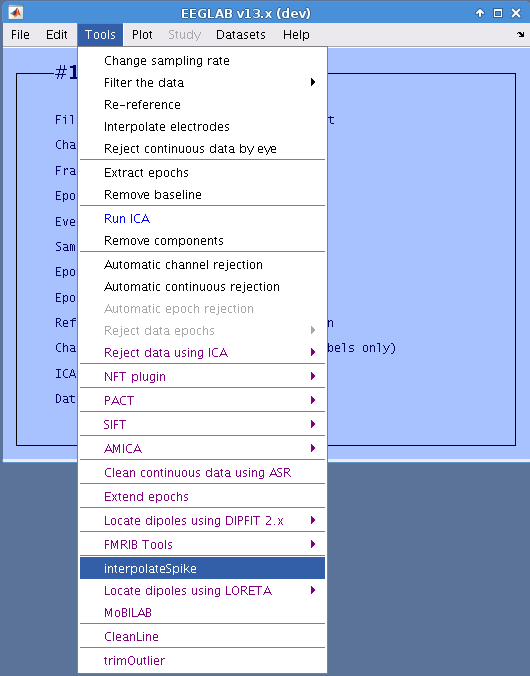 EEGLAB v13.x (dev)
File Edit Tools Plot Study Datasets Help
#1
Change sampling rate
Filter the data
Re-reference
Interpolate electrodes
Reject continuous data by eye
Extract epochs
Remove baseline
Run ICA
Remove components
Automatic channel rejection
Automatic continuous rejection
Automatic epoch rejection
Reject data epochs
Reject data using ICA
NFT plugin
PACT
SIFT
AMICA
Clean continuous data using ASR
Extend epochs
Locate dipoles using DIPFIT 2.x
FMRIB Tools
interpolateSpike
Locate dipoles using LORETA
MoBILAB
CleanLine
trimOutlier
Fil t
Cha
Fra
Epo
Eve
Sam
Epo
Epo
Ref n
Cha bels only)
ICA
Dat